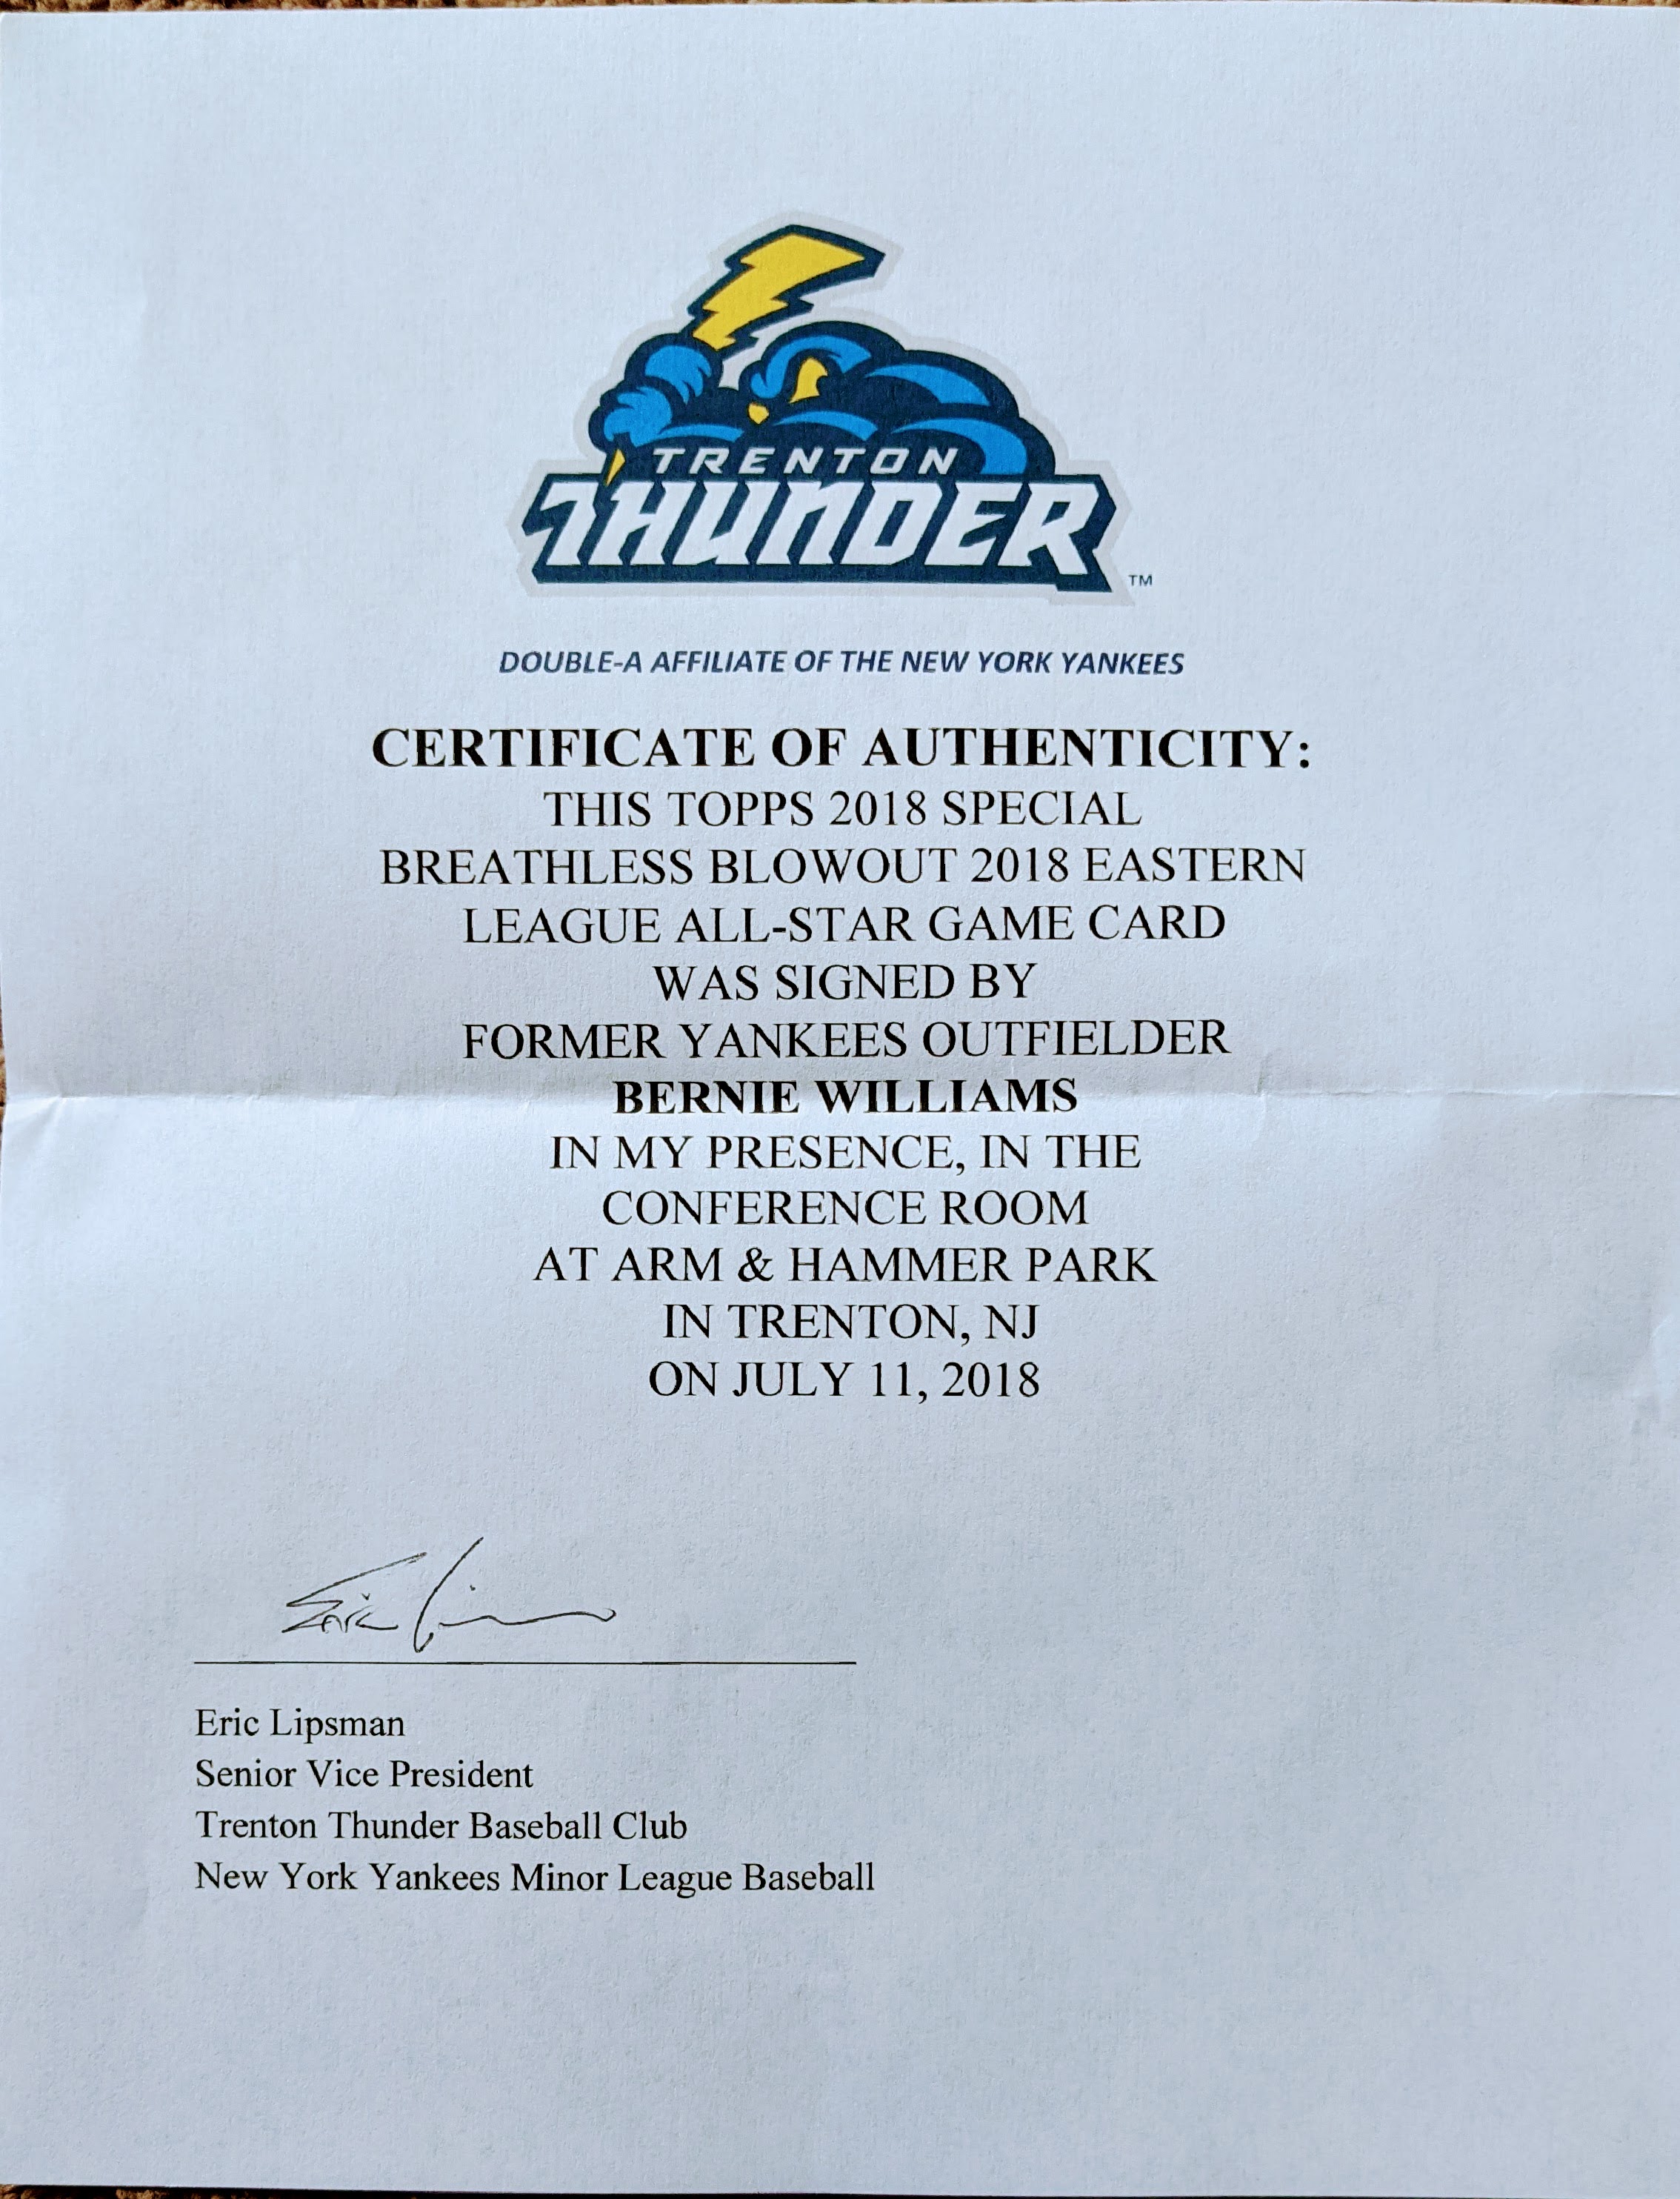 TRENTON
THUNDER
TM
DOUBLE-A AFFILIATE OF THE NEW YORK YANKEES
CERTIFICATE OF AUTHENTICITY:
THIS TOPPS 2018 SPECIAL
BREATHLESS BLOWOUT 2018 EASTERN
LEAGUE ALL-STAR GAME CARD
WAS SIGNED BY
FORMER YANKEES OUTFIELDER
BERNIE WILLIAMS
IN MY PRESENCE, IN THE
CONFERENCE ROOM
AT ARM & HAMMER PARK
IN TRENTON, NJ
ON JULY 11, 2018
Eric
Eric Lipsman
Senior Vice President
Trenton Thunder Baseball Club
New York Yankees Minor League Baseball